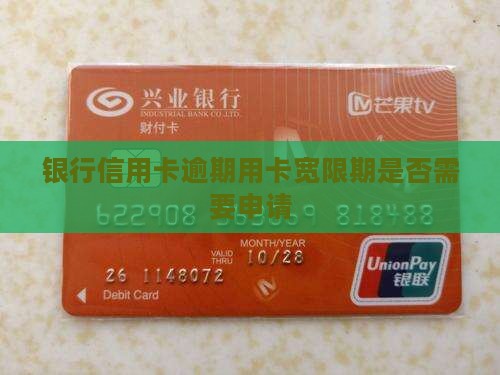 兴业银行
INDUSTRIAL BANK CO.,LTD.
财付卡
芒果tv
银行信用卡逾期用卡宽限期是否需
要申请
622908 818488
MONTH/YEAR
VALID
THRU 10/28
26 1148072
Debit Card
UnionPay
银联